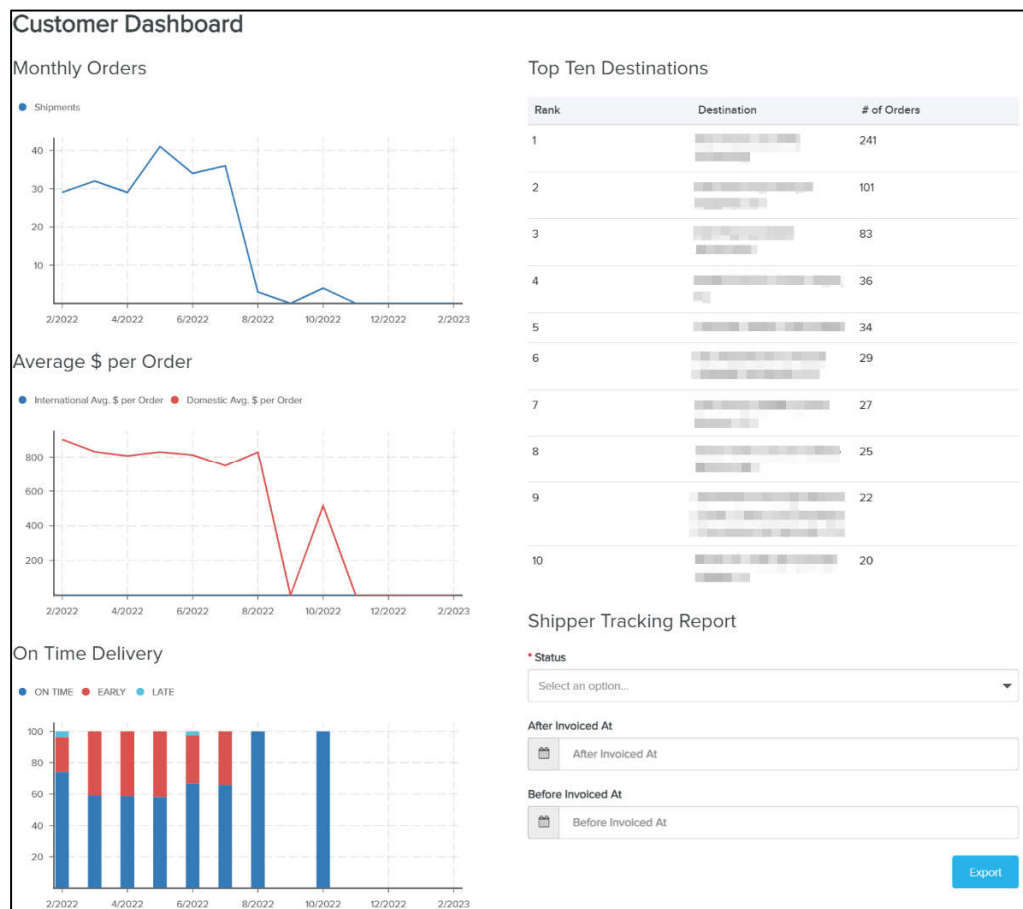 Customer Dashboard
Monthly Orders
Shipments
40
30
20
10
2/2022 4/2022 6/2022 8/2022 10/2022 12/2022 2/2023
Average $ per Order
International Avg. $ per Order Domestic Avg. $ per Order
800
600
400
200
2/2022 4/2022 6/2022 8/2022 10/2022 12/2022 2/2023
On Time Delivery
ON TIME EARLY LATE
100
80
60
40
20
2/2022 4/2022 6/2022 8/2022 10/2022 12/2022 2/2023
Top Ten Destinations
Rank Destination # of Orders
1 241
2 101
3 83
4 36
5 34
6 29
7 27
8 25
9 22
10 20
Shipper Tracking Report
* Status
Select an option...
After Invoiced At
After Invoiced At
Before Invoiced At
Before Invoiced At
Export